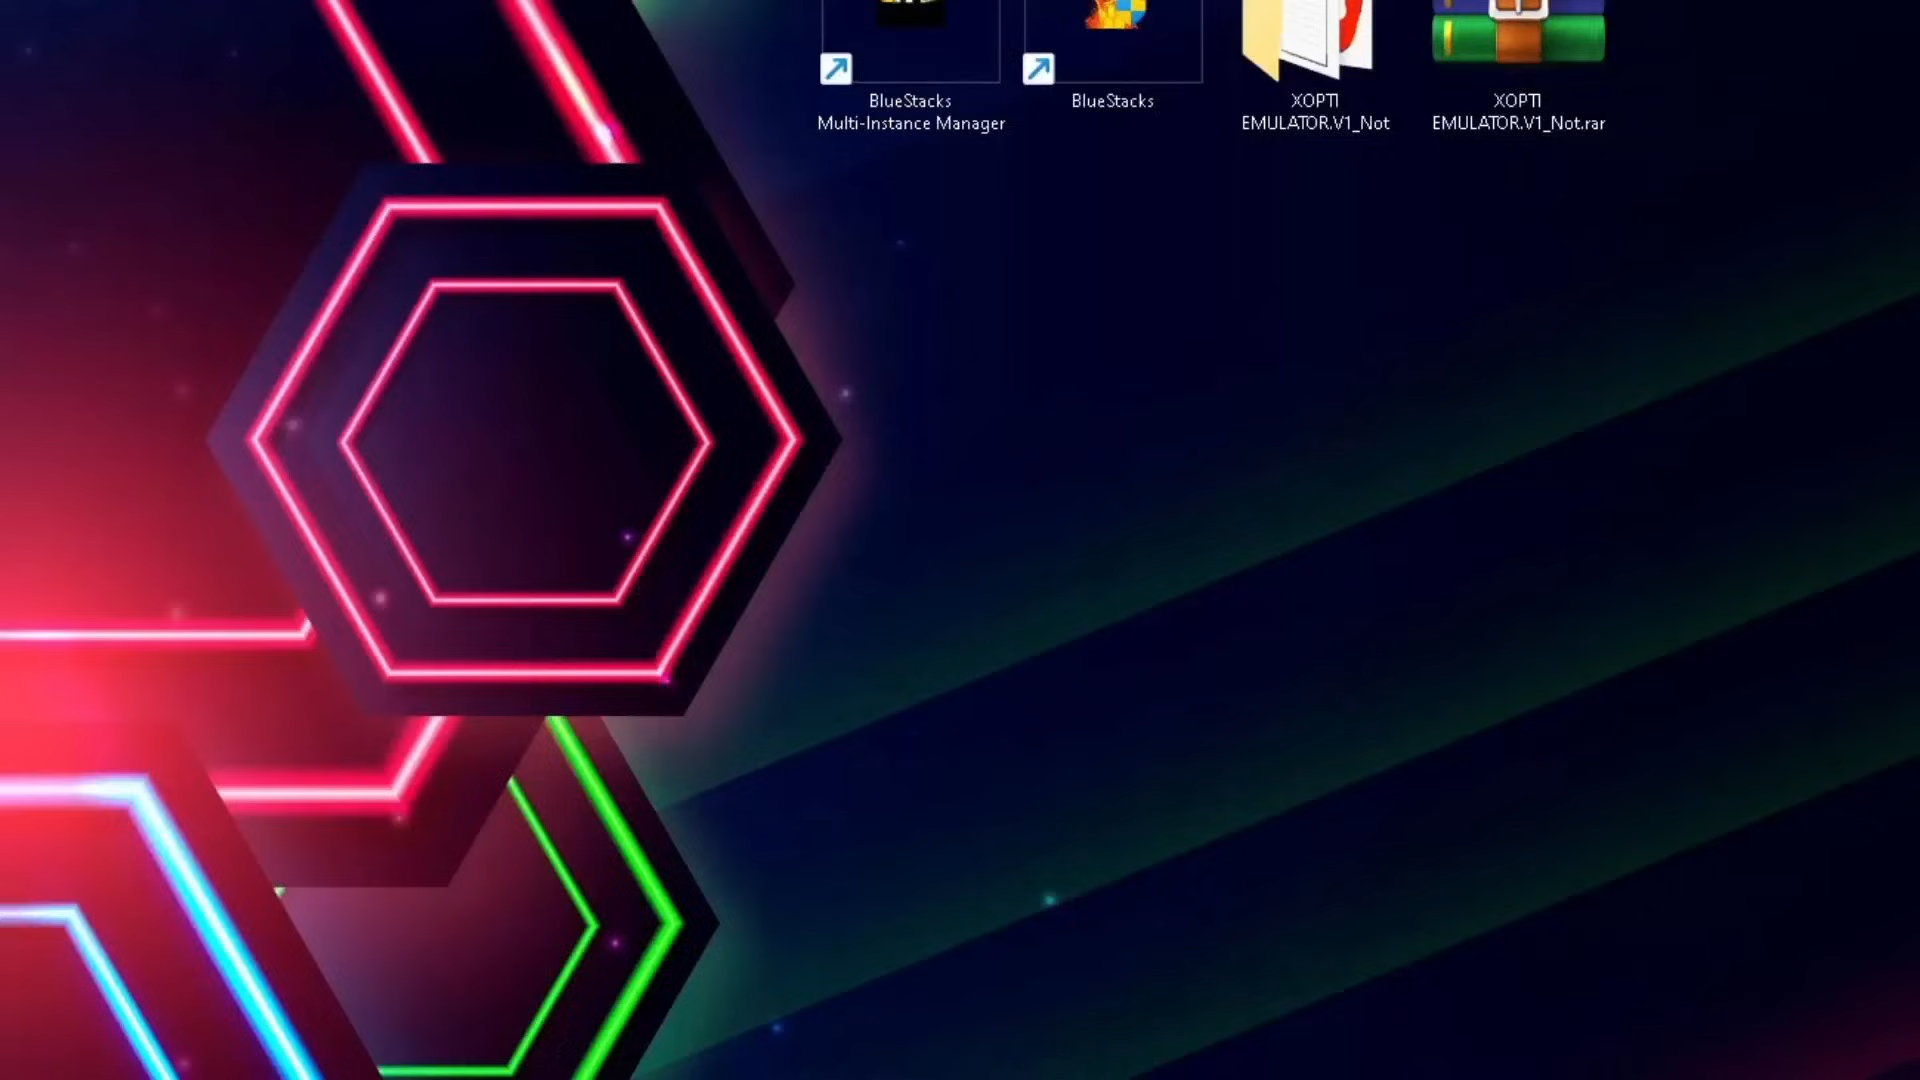 BlueStacks
Multi-Instance Manager
BlueStacks
XOPTI
EMULATOR.V1_Not
XOPTI
EMULATOR.V1_Not.rar